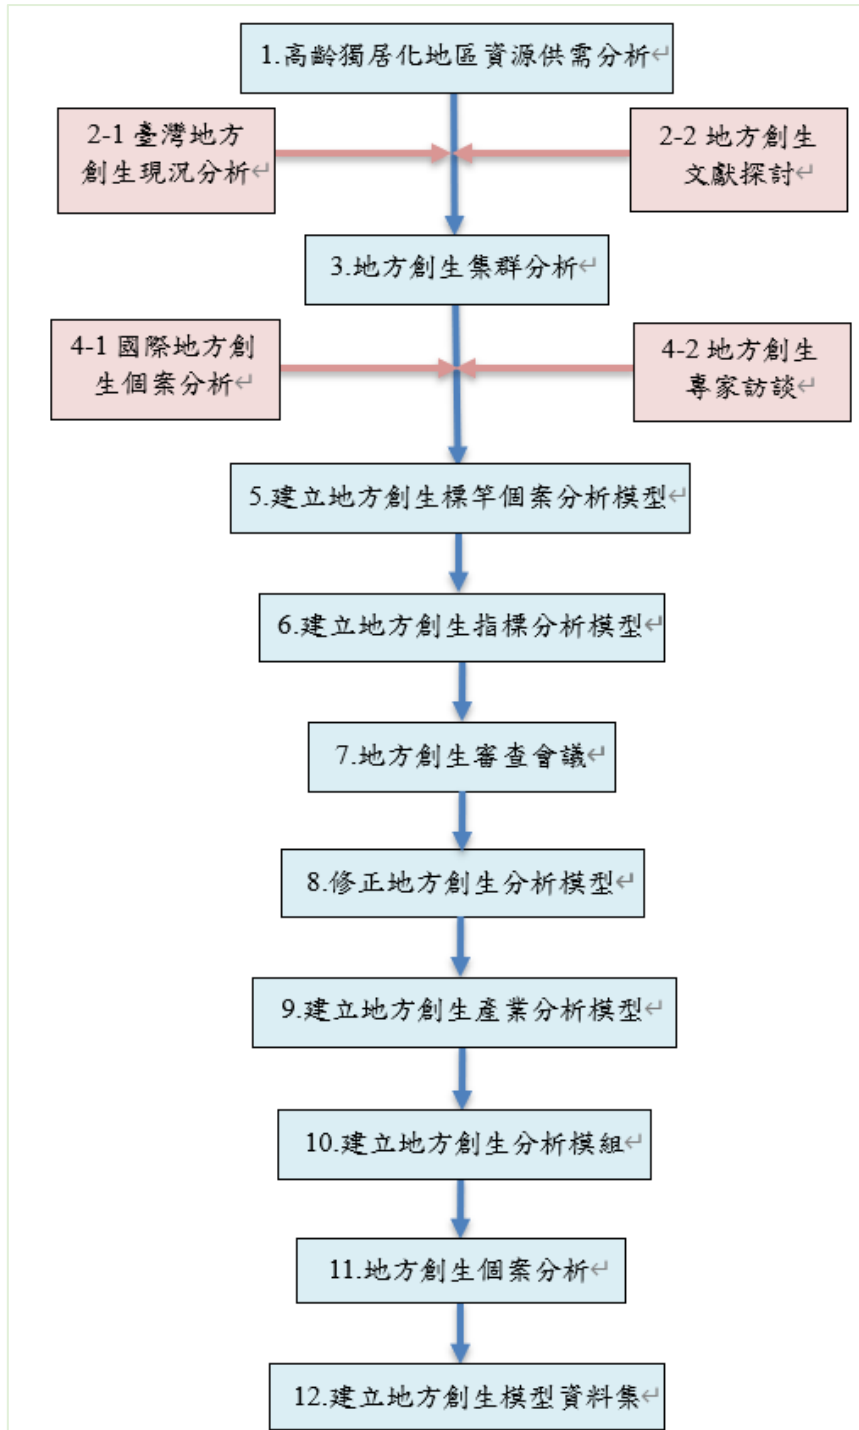 1.高齡獨居化地區資源供需分析↵
2-1 臺灣地方
創生現況分析↵
2-2 地方創生
文獻探討↵
3.地方創生集群分析↵
4-1 國際地方創
生個案分析↵
4-2 地方創生
專家訪談↵
5.建立地方創生標竿個案分析模型↵
6.建立地方創生指標分析模型↵
7.地方創生審查會議↵
8.修正地方創生分析模型↵
9.建立地方創生產業分析模型↵
10.建立地方創生分析模組↵
11.地方創生個案分析↵
12.建立地方創生模型資料集↵